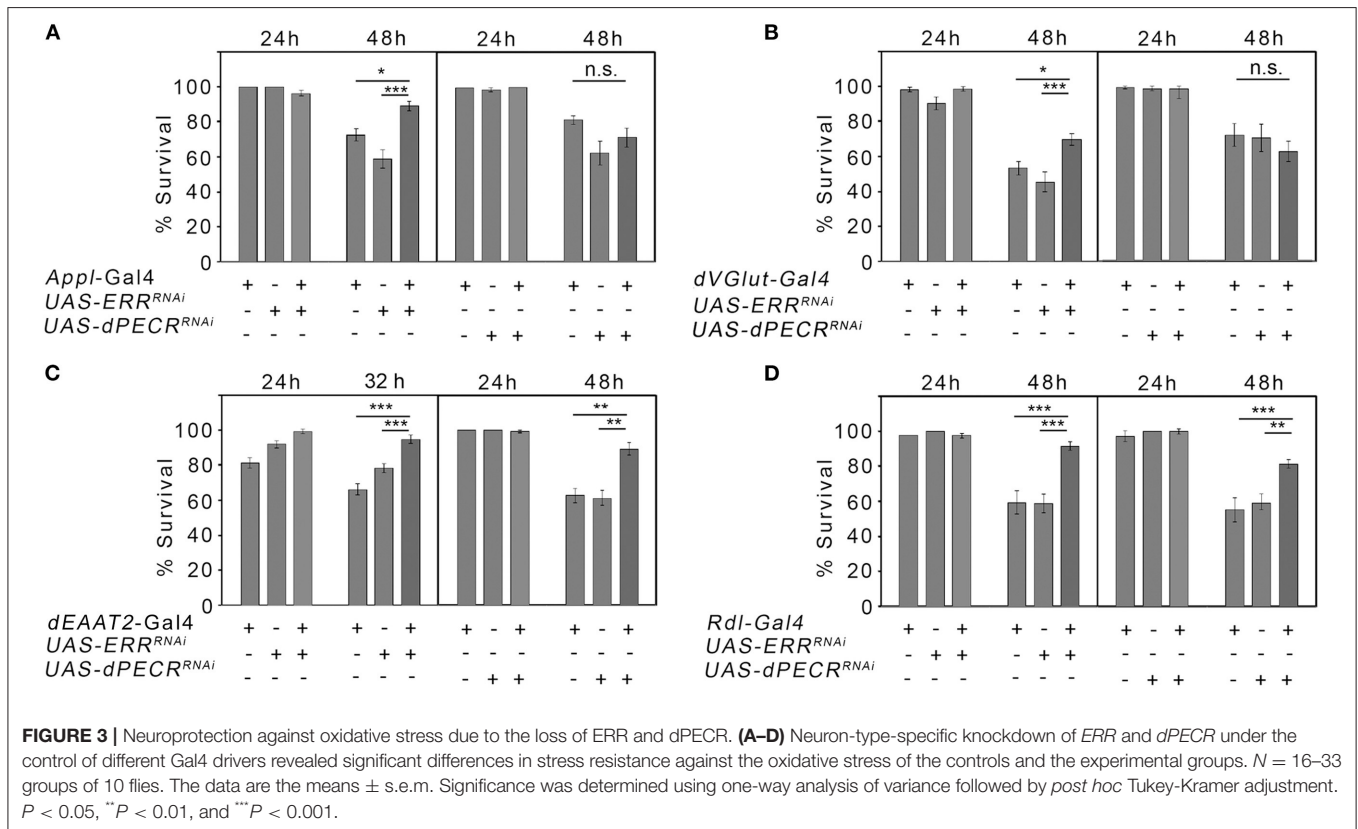 A
B
24h 48h 24h 48h
24h 48h 24h 48h
* *** n.s.
* *** n.s.
% Survival
100
80
60
40
20
0
% Survival
100
80
60
40
20
0
Appl-Gal4 + - + + - + + - + + - +
UAS-ERR^RNAi - + + - + + - - - - - -
UAS-dPECR^RNAi - - - - - - - + + - + +
dVGlut-Gal4 + - + + - + + - + + - +
UAS-ERR^RNAi - + + - + + - + + - + +
UAS-dPECR^RNAi - - - - - -
C
D
24h 32 h 24h 48h
24h 48h 24h 48h
*** *** ** **
*** *** *** **
% Survival
100
80
60
40
20
0
% Survival
100
80
60
40
20
0
dEAAT2-Gal4 + - + + - + + - + + - +
UAS-ERR^RNAi - + + - + + - + + - + +
UAS-dPECR^RNAi - - - - - -
Rdl-Gal4 + - + + - + + - + + - +
UAS-ERR^RNAi - + + - + +
UAS-dPECR^RNAi - - - - - - - + + - + +
FIGURE 3 | Neuroprotection against oxidative stress due to the loss of ERR and dPECR. (A–D) Neuron-type-specific knockdown of ERR and dPECR under the
control of different Gal4 drivers revealed significant differences in stress resistance against the oxidative stress of the controls and the experimental groups. N = 16–33
groups of 10 flies. The data are the means ± s.e.m. Significance was determined using one-way analysis of variance followed by post hoc Tukey-Kramer adjustment.
P < 0.05, **P < 0.01, and ***P < 0.001.